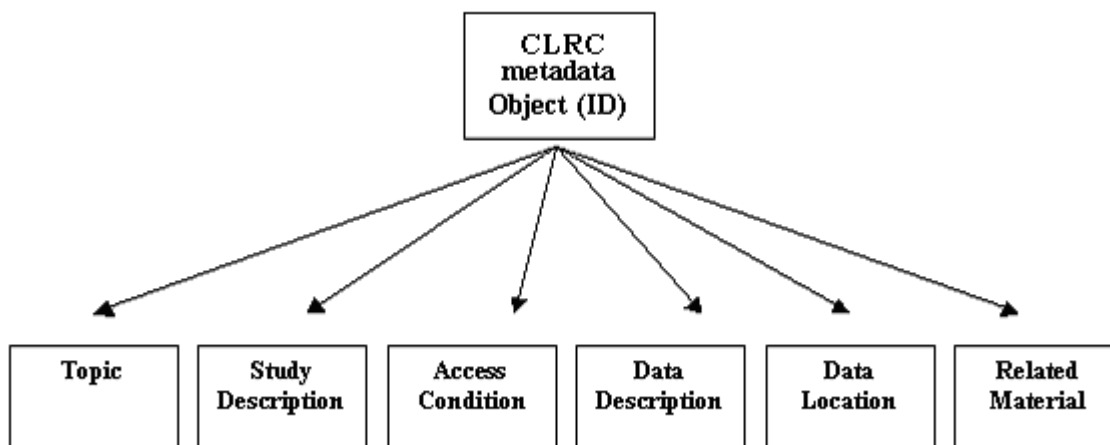 CLRC
metadata
Object (ID)
Topic
Study
Description
Access
Condition
Data
Description
Data
Location
Related
Material